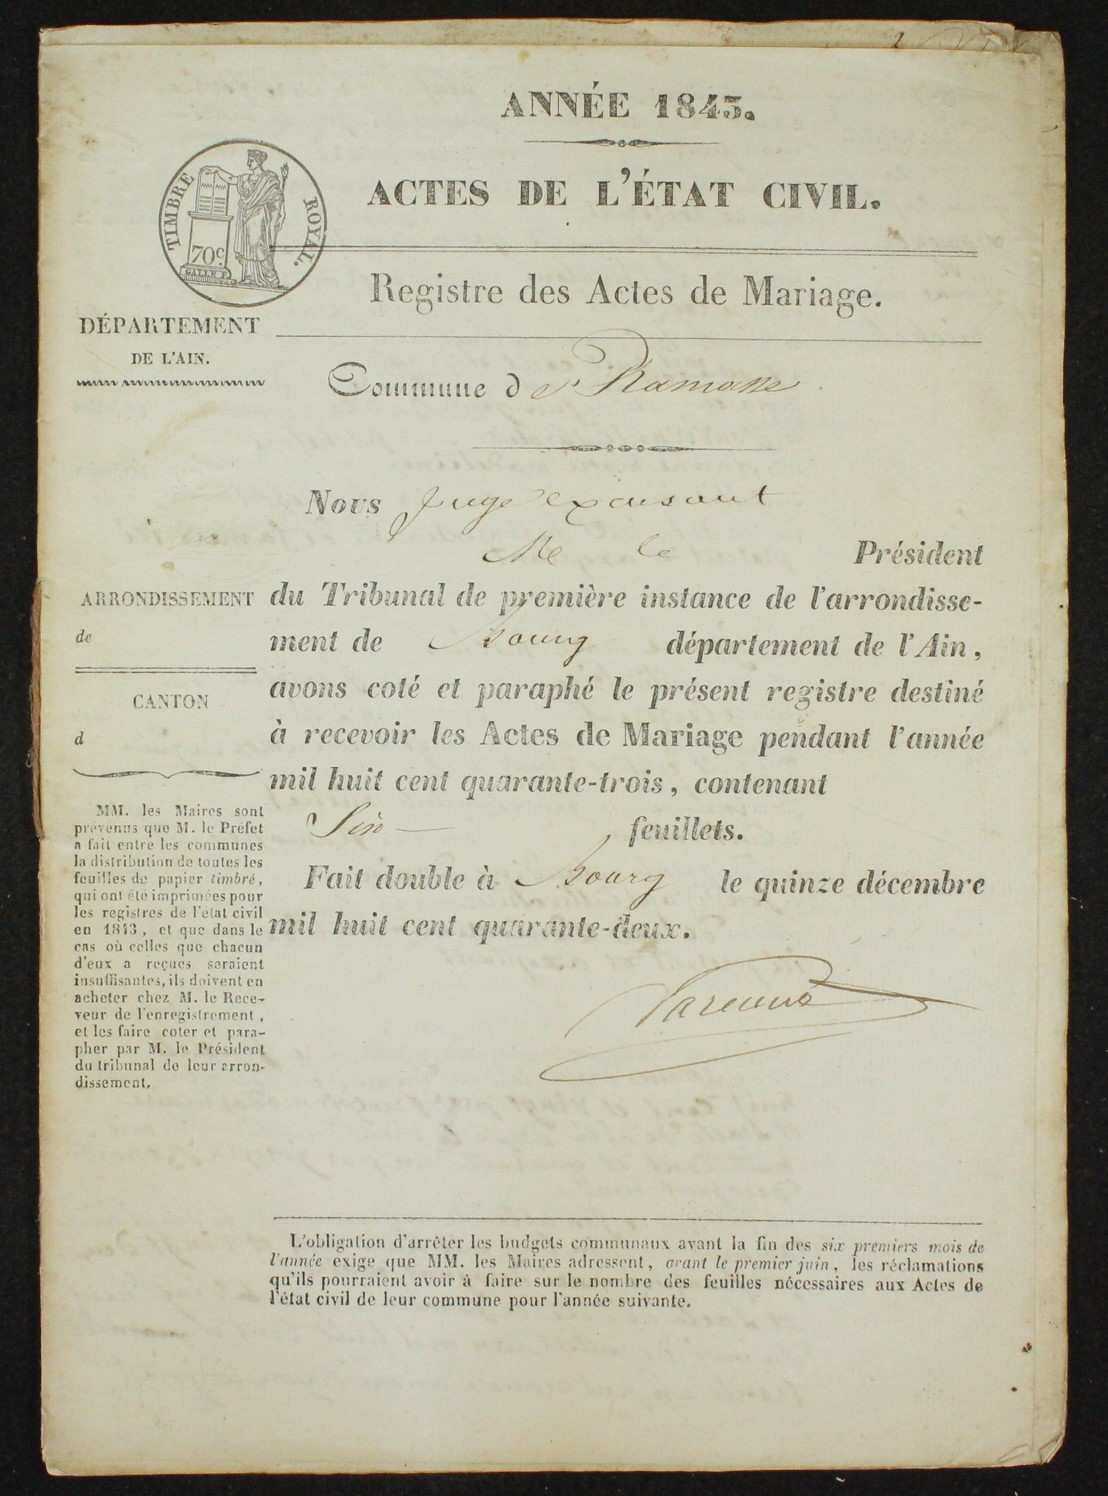 ANNÉE 1843.
ACTES DE L'ÉTAT CIVIL.
TIMBRE ROYAL.
70c.
Registre des Actes de Mariage.
DÉPARTEMENT
DE L'AIN.
Commune de Ramasse
Nous Juge excusant
Mr le Président
du Tribunal de première instance de l'arrondisse-
ment de Bourg département de l'Ain,
avons coté et paraphé le présent registre destiné
à recevoir les Actes de Mariage pendant l'année
mil huit cent quarante-trois, contenant
Six feuillets.
Fait double à Bourg le quinze décembre
mil huit cent quarante-deux.
ARRONDISSEMENT
de
CANTON
d
MM. les Maires sont
prévenus que M. le Préfet
a fait entre les communes
la distribution de toutes les
feuilles de papier timbré,
qui ont été imprimées pour
les registres de l'état civil
en 1843, et que dans le
cas où celles que chacun
d'eux a reçues seraient
insuffisantes, ils doivent en
acheter chez M. le Rece-
veur de l'enregistrement,
et les faire coter et para-
pher par M. le Président
du tribunal de leur arron-
dissement.
L'obligation d'arrêter les budgets communaux avant la fin des six premiers mois de
l'année exige que MM. les Maires adressent, avant le premier juin, les réclamations
qu'ils pourraient avoir à faire sur le nombre des feuilles nécessaires aux Actes de
l'état civil de leur commune pour l'année suivante.